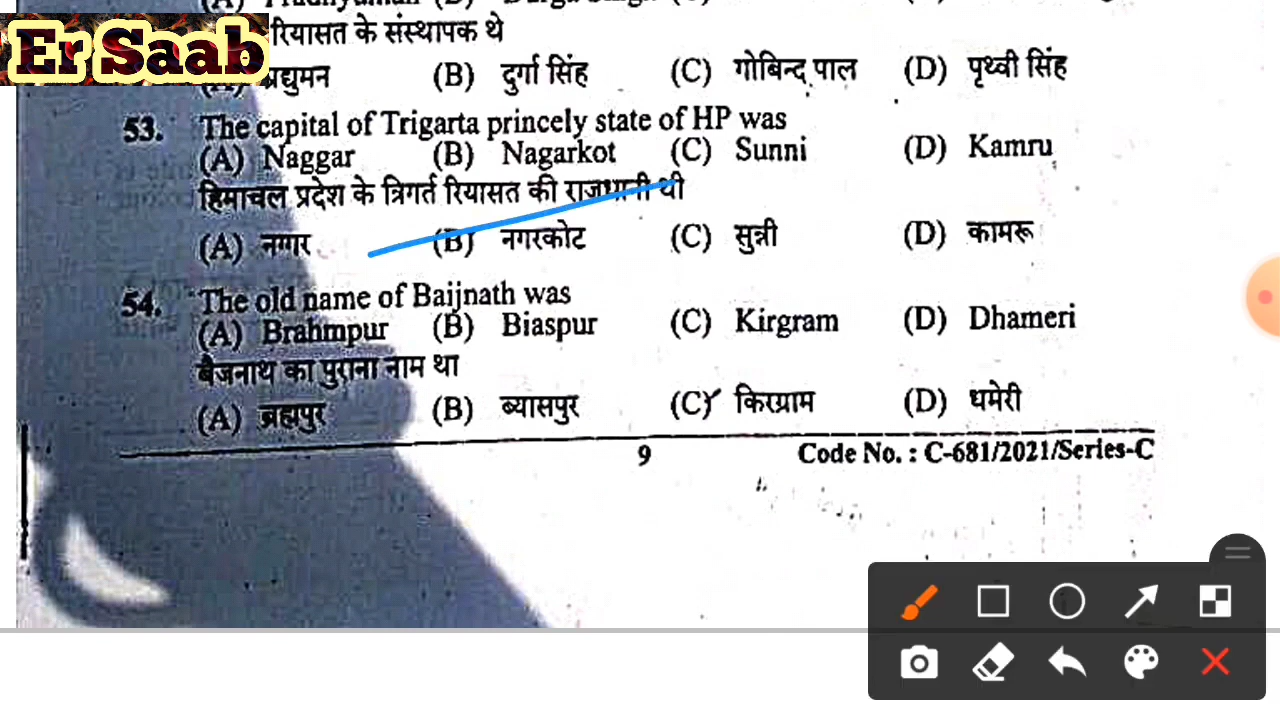 Er Saab
रियासत के संस्थापक थे
प्रद्युमन (B) दुर्गा सिंह (C) गोबिन्द पाल (D) पृथ्वी सिंह
53. The capital of Trigarta princely state of HP was
(A) Naggar (B) Nagarkot (C) Sunni (D) Kamru
हिमाचल प्रदेश के त्रिगर्त रियासत की राजधानी थी
(A) नग्गर (B) नगरकोट (C) सुन्नी (D) कामरू
54. The old name of Baijnath was
(A) Brahmpur (B) Biaspur (C) Kirgram (D) Dhameri
बैजनाथ का पुराना नाम था
(A) ब्रह्मपुर (B) ब्यासपुर (C) किरग्राम (D) धमेरी
9 Code No. : C-681/2021/Series-C